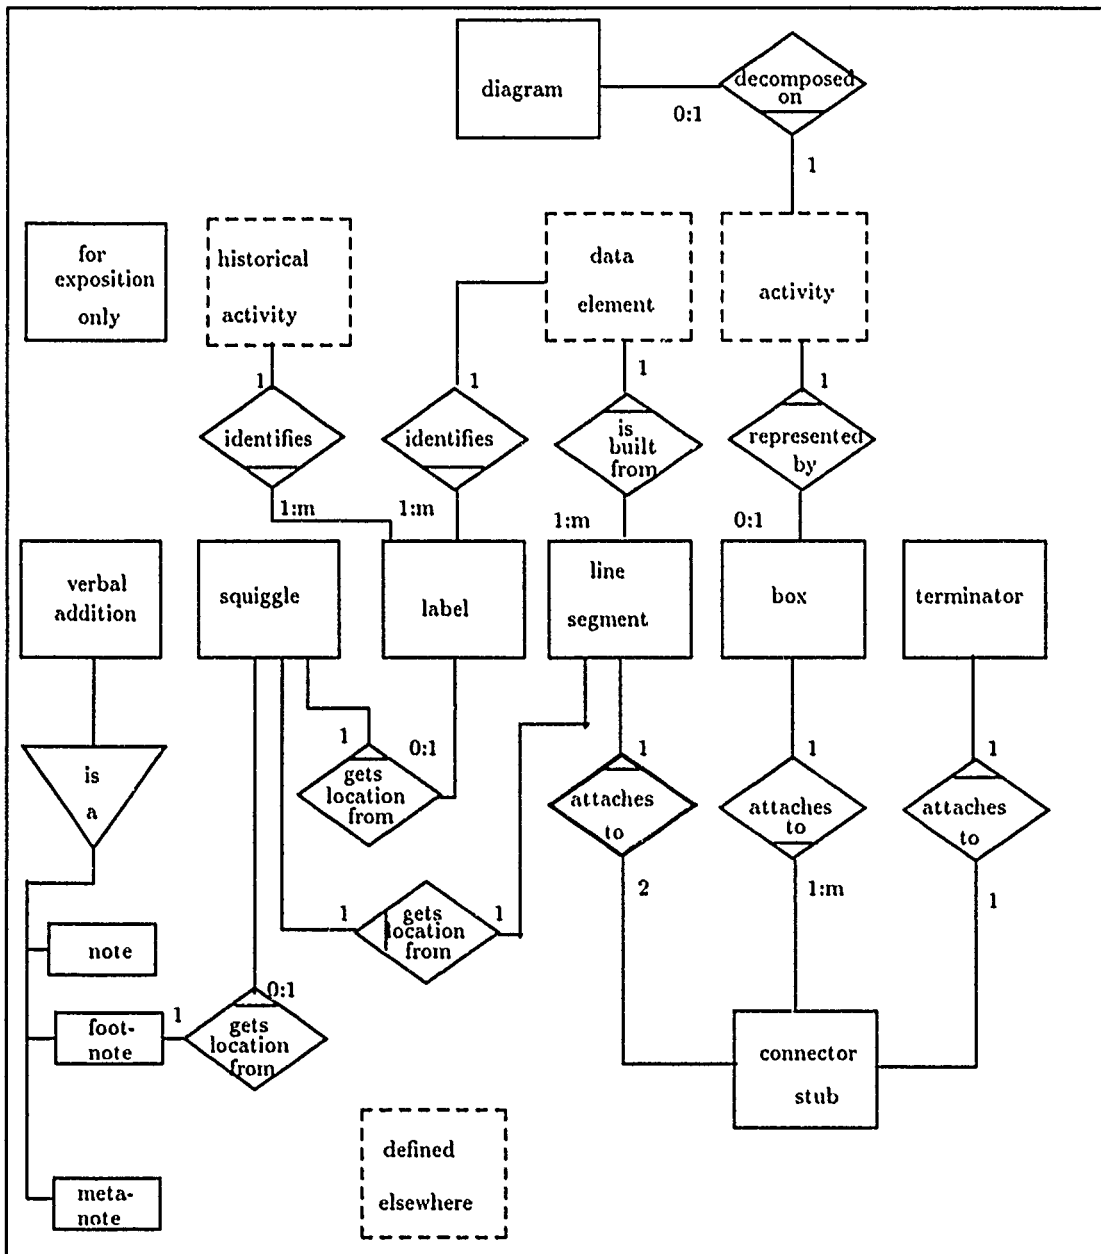 diagram
decomposed
on
0:1
1
for
exposition
only
historical
activity
data
element
activity
1
1
1
1
identifies
identifies
is
built
from
represented
by
1:m
1:m
1:m
0:1
verbal
addition
squiggle
label
line
segment
box
terminator
is
a
1
0:1
gets
location
from
1
attaches
to
1
attaches
to
1
attaches
to
2
1:m
1
1
gets
location
from
1
note
foot-
note
1
0:1
gets
location
from
connector
stub
defined
elsewhere
meta-
note